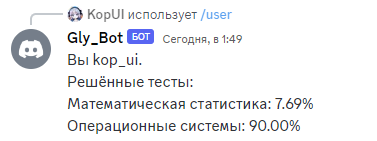 KopUI использует /user
Gly_Bot БОТ Сегодня, в 1:49
Вы kop_ui.
Решённые тесты:
Математическая статистика: 7.69%
Операционные системы: 90.00%